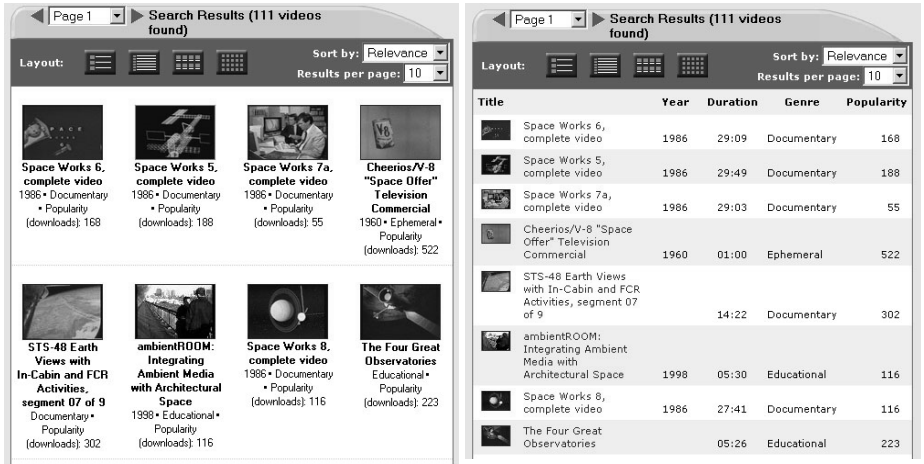 Page 1 Search Results (111 videos
found)
Layout:
Sort by: Relevance
Results per page: 10
Space Works 6,
complete video
1986 • Documentary
• Popularity
(downloads): 168
Space Works 5,
complete video
1986 • Documentary
• Popularity
(downloads): 188
Space Works 7a,
complete video
1986 • Documentary
• Popularity
(downloads): 55
Cheerios/V-8
"Space Offer"
Television
Commercial
1960 • Ephemeral •
Popularity
(downloads): 522
STS-48 Earth
Views with
In-Cabin and FCR
Activities,
segment 07 of 9
Documentary •
Popularity
(downloads): 302
ambientROOM:
Integrating
Ambient Media
with Architectural
Space
1998 • Educational •
Popularity
(downloads): 116
Space Works 8,
complete video
1986 • Documentary
• Popularity
(downloads): 116
The Four Great
Observatories
Educational •
Popularity
(downloads): 223
Page 1 Search Results (111 videos
found)
Layout:
Sort by: Relevance
Results per page: 10
Title Year Duration Genre Popularity
Space Works 6,
complete video 1986 29:09 Documentary 168
Space Works 5,
complete video 1986 29:49 Documentary 188
Space Works 7a,
complete video 1986 29:03 Documentary 55
Cheerios/V-8 "Space
Offer" Television
Commercial 1960 01:00 Ephemeral 522
STS-48 Earth Views
with In-Cabin and FCR
Activities, segment 07
of 9 14:22 Documentary 302
ambientROOM:
Integrating Ambient
Media with
Architectural Space 1998 05:30 Educational 116
Space Works 8,
complete video 1986 27:41 Documentary 116
The Four Great
Observatories 05:26 Educational 223